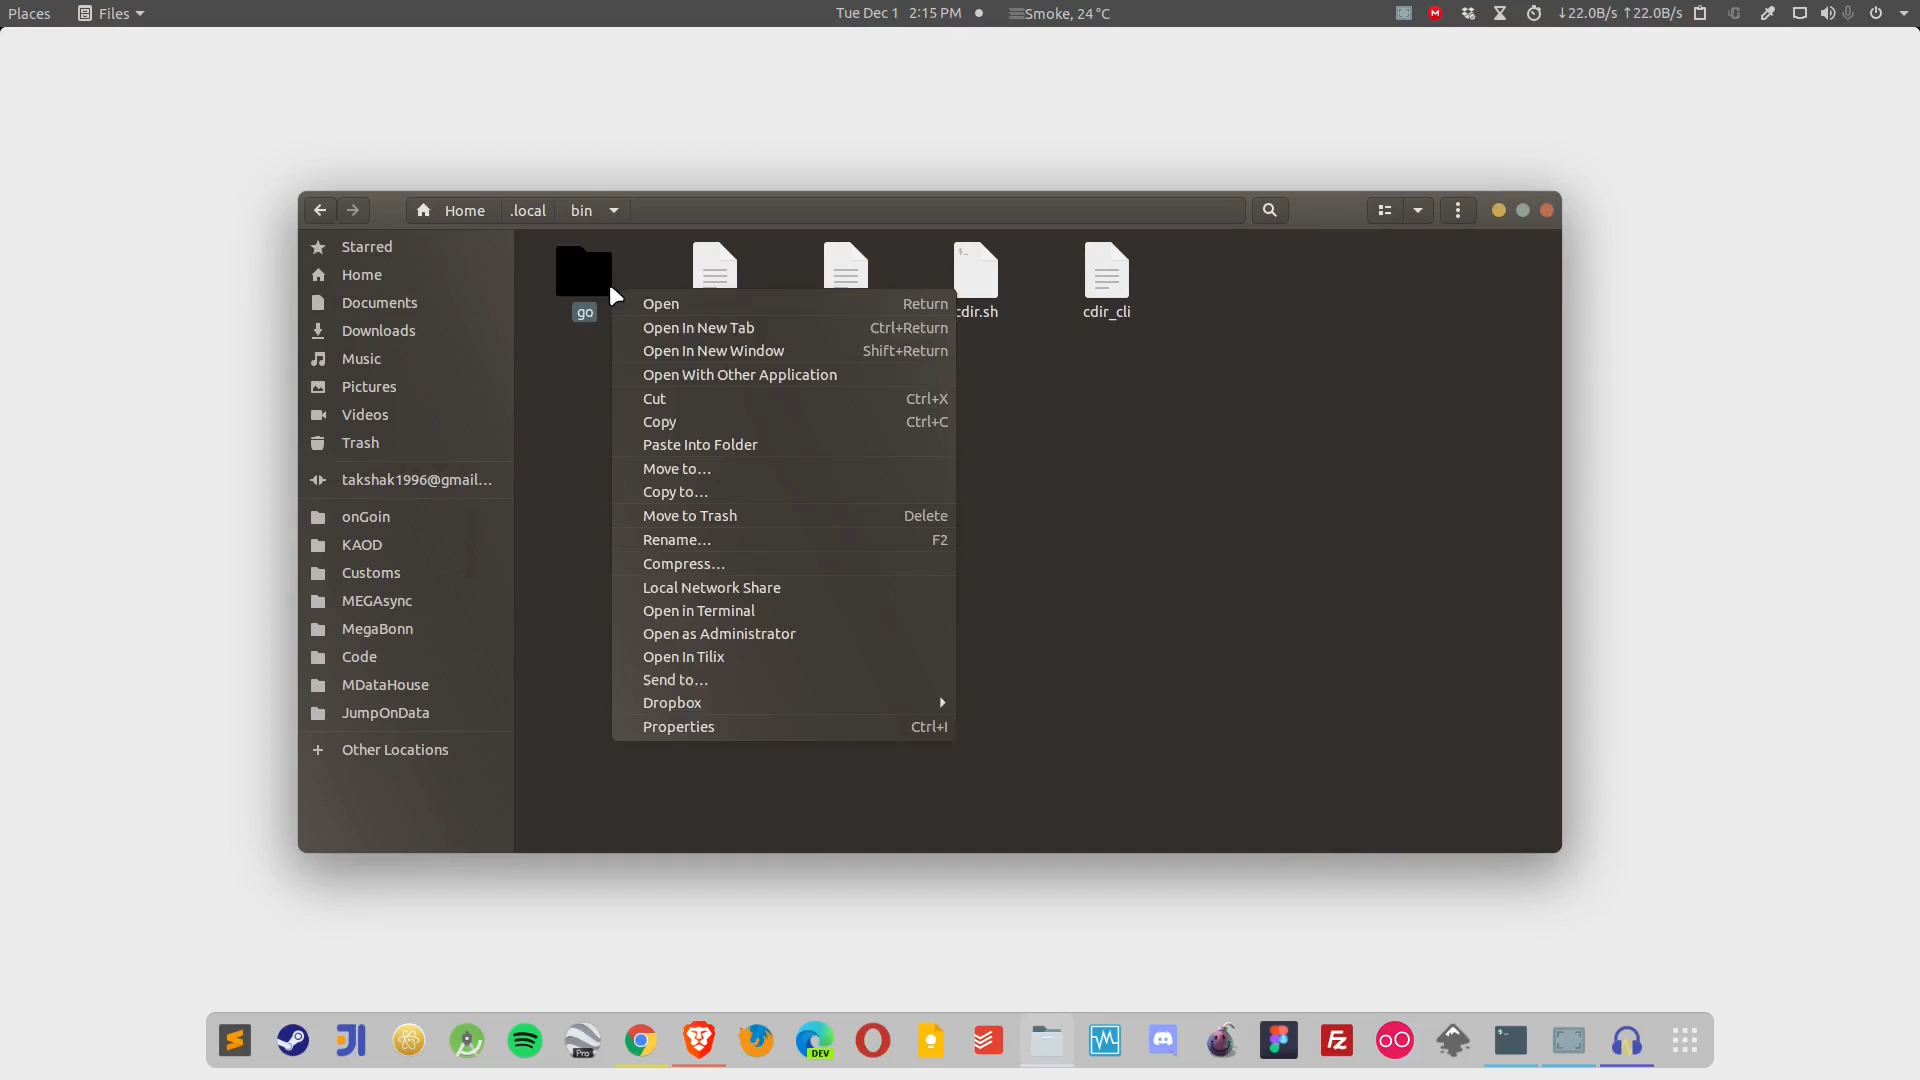 Places Files Tue Dec 1 2:15 PM Smoke, 24 °C ↓22.0B/s ↑22.0B/s
Home .local bin
Starred
Home
Documents
Downloads
Music
Pictures
Videos
Trash
takshak1996@gmail...
onGoin
KAOD
Customs
MEGAsync
MegaBonn
Code
MDataHouse
JumpOnData
Other Locations
go cdir.sh cdir_cli
Open Return
Open In New Tab Ctrl+Return
Open In New Window Shift+Return
Open With Other Application
Cut Ctrl+X
Copy Ctrl+C
Paste Into Folder
Move to…
Copy to…
Move to Trash Delete
Rename… F2
Compress…
Local Network Share
Open in Terminal
Open as Administrator
Open In Tilix
Send to…
Dropbox
Properties Ctrl+I
Pro
DEV